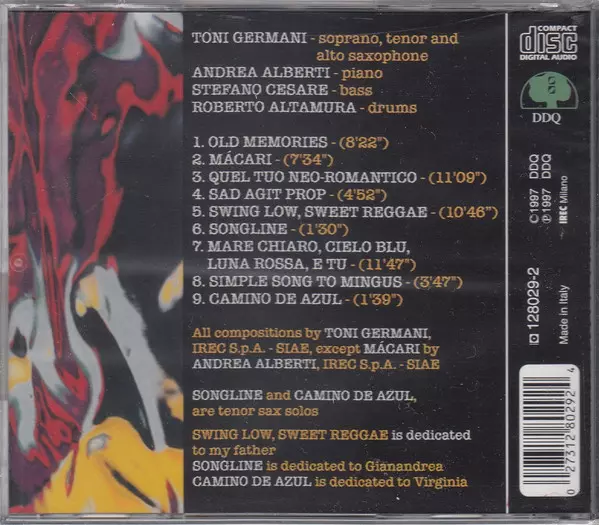 TONI GERMANI - soprano, tenor and
alto saxophone
ANDREA ALBERTI - piano
STEFANO CESARE - bass
ROBERTO ALTAMURA - drums
1. OLD MEMORIES - (8'22")
2. MÁCARI - (7'34")
3. QUEL TUO NEO-ROMANTICO - (11'09")
4. SAD AGIT PROP - (4'52")
5. SWING LOW, SWEET REGGAE - (10'46")
6. SONGLINE - (1'30")
7. MARE CHIARO, CIELO BLU,
LUNA ROSSA, E TU - (11'47")
8. SIMPLE SONG TO MINGUS - (3'47")
9. CAMINO DE AZUL - (1'39")
All compositions by TONI GERMANI,
IREC S.p.A. - SIAE, except MÁCARI by
ANDREA ALBERTI, IREC S.p.A. - SIAE
SONGLINE and CAMINO DE AZUL,
are tenor sax solos
SWING LOW, SWEET REGGAE is dedicated
to my father
SONGLINE is dedicated to Gianandrea
CAMINO DE AZUL is dedicated to Virginia
COMPACT
disc
DIGITAL AUDIO
DDQ
©1997 DDQ
℗1997 DDQ
IREC Milano
128029-2
Made in Italy
0 27312 80292 4